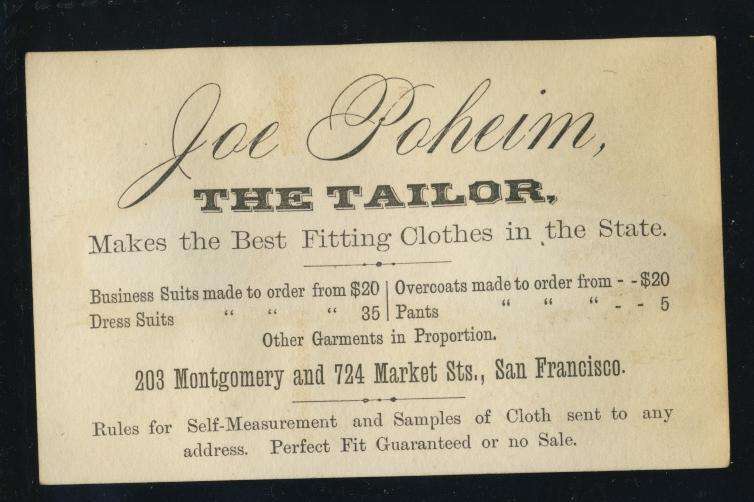 Joe Poheim,
THE TAILOR,
Makes the Best Fitting Clothes in the State.
Business Suits made to order from $20 | Overcoats made to order from - - $20
Dress Suits " " " 35 | Pants " " " - - 5
Other Garments in Proportion.
203 Montgomery and 724 Market Sts., San Francisco.
Rules for Self-Measurement and Samples of Cloth sent to any
address. Perfect Fit Guaranteed or no Sale.